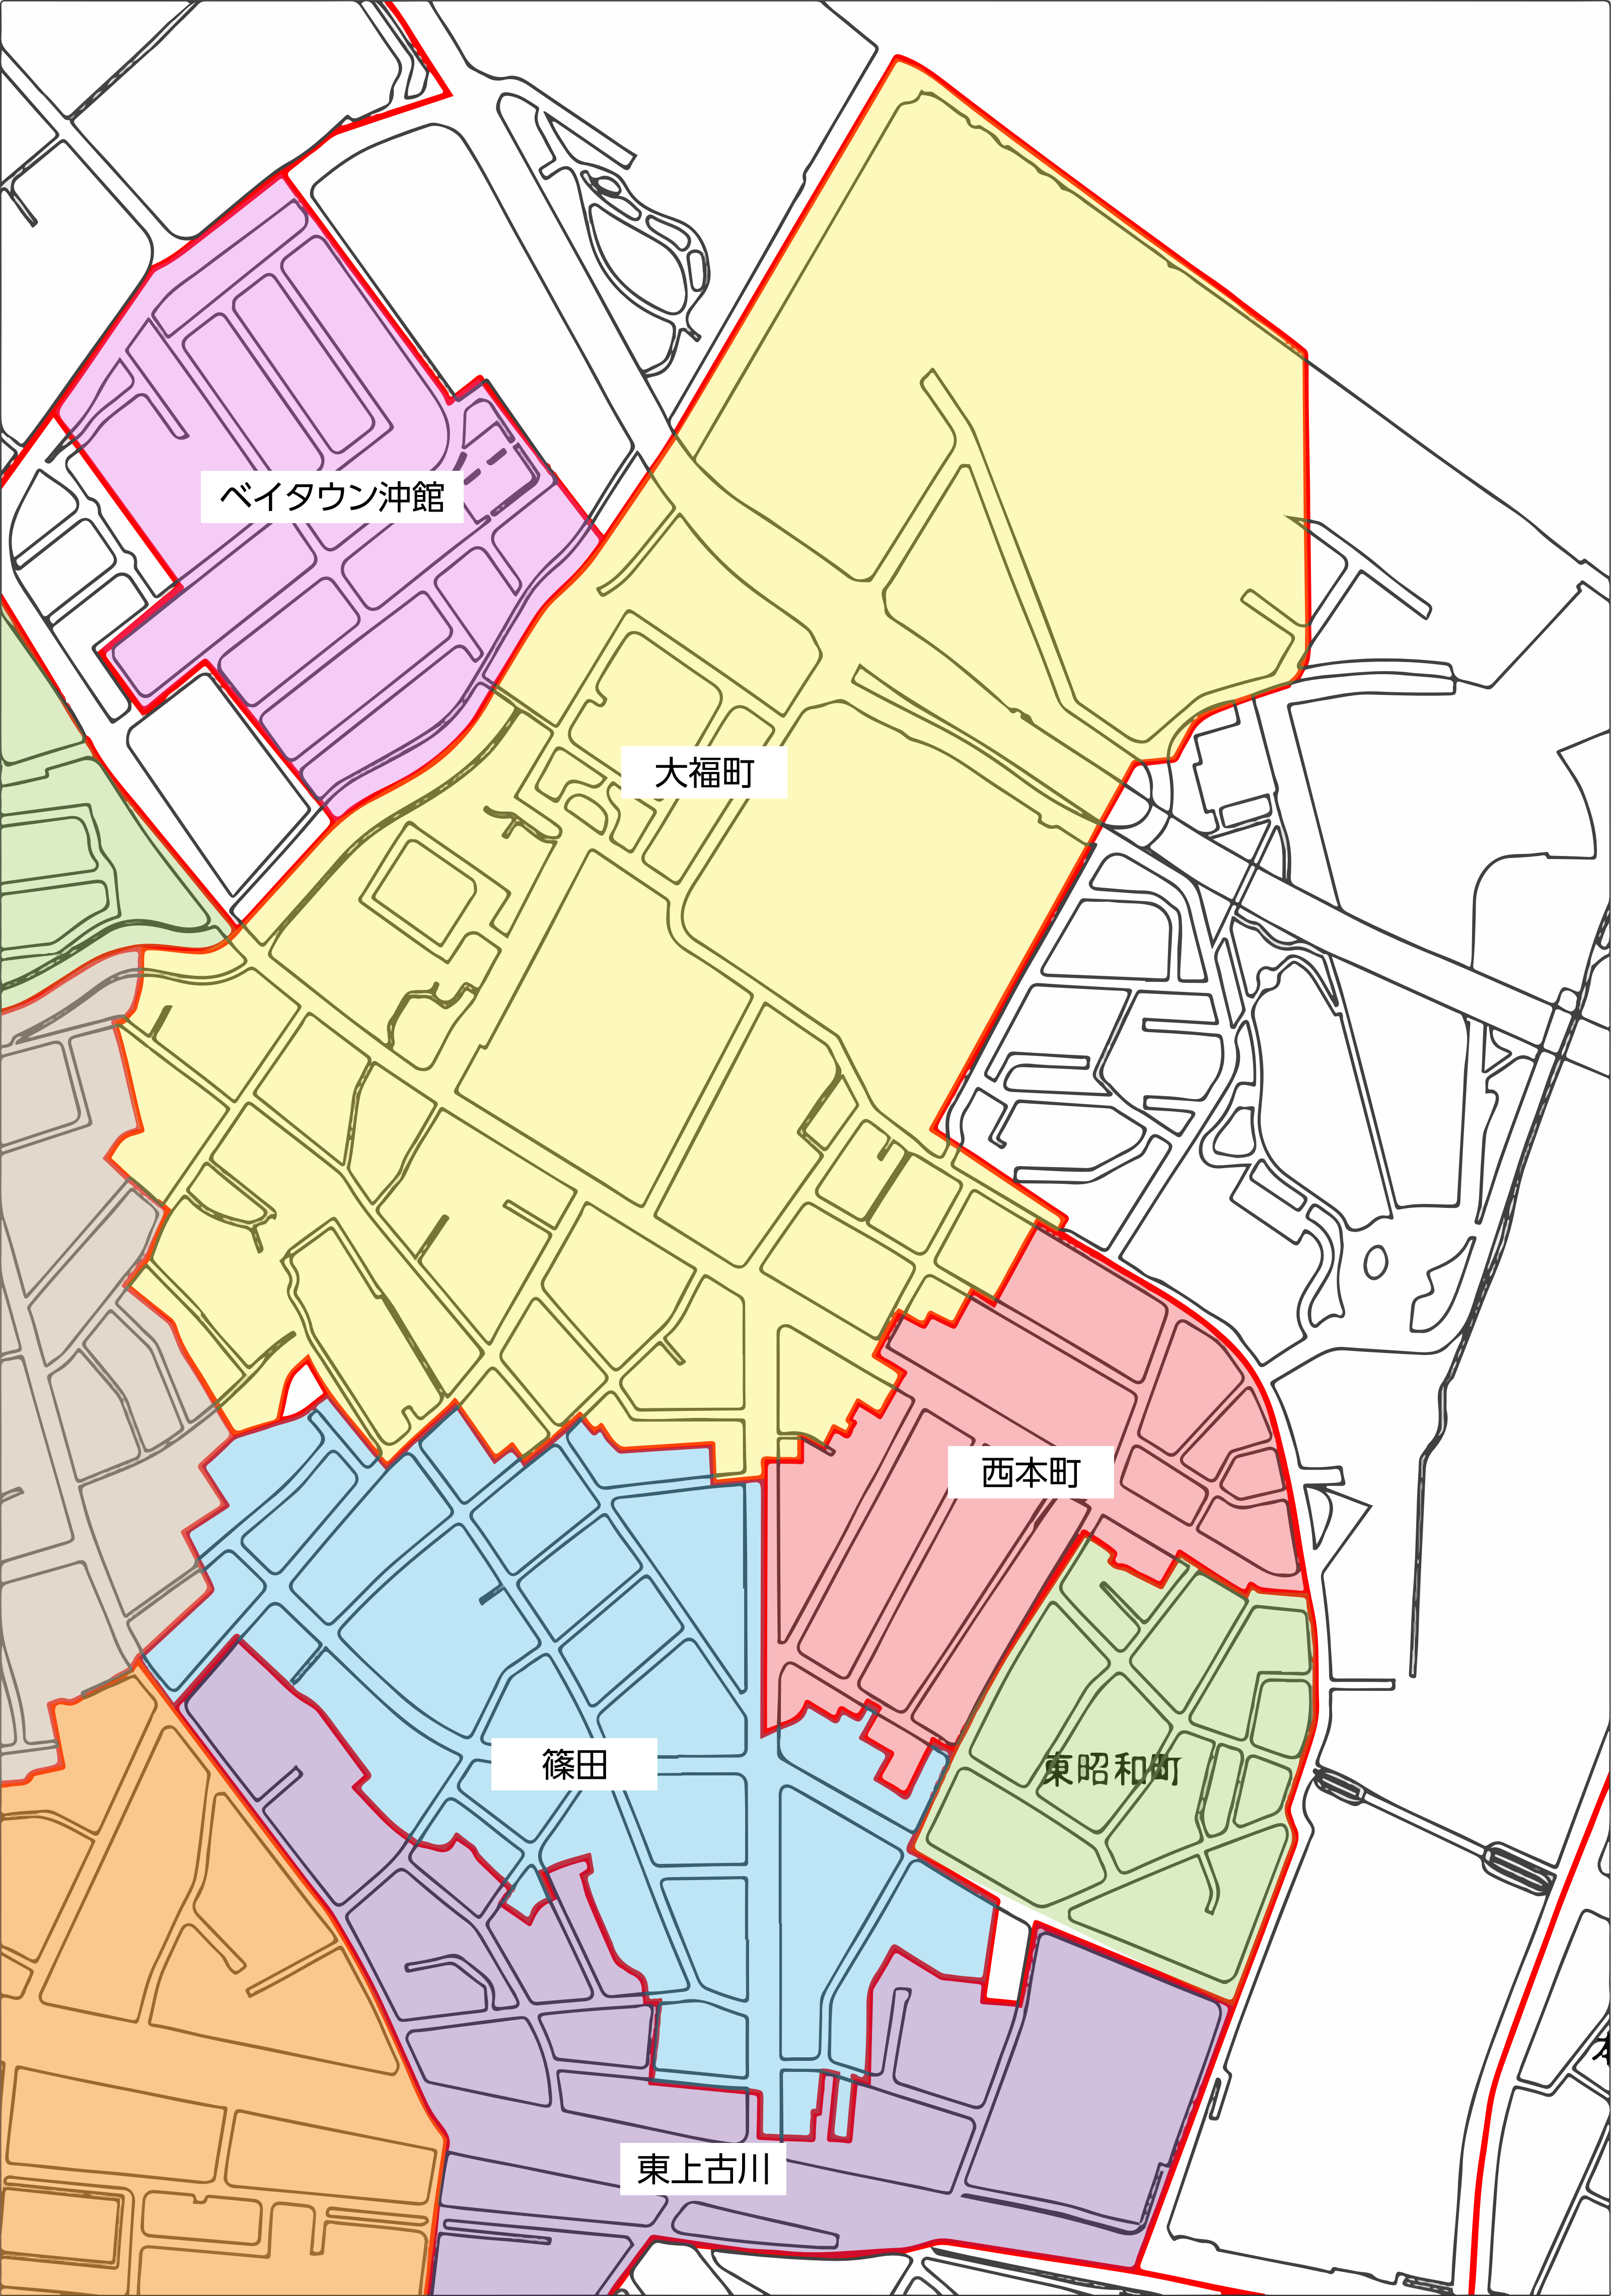 ベイタウン沖館
大福町
西本町
篠田
東昭和町
東上古川